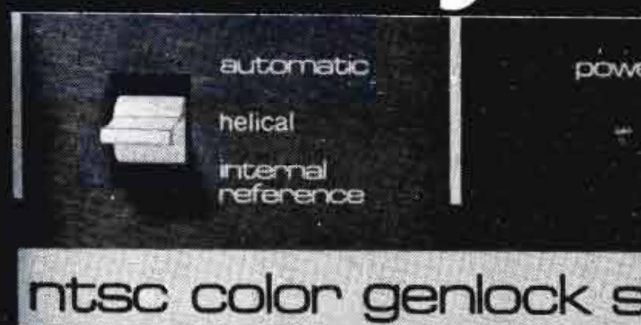 automatic
helical
internal
reference
ntsc color genlock